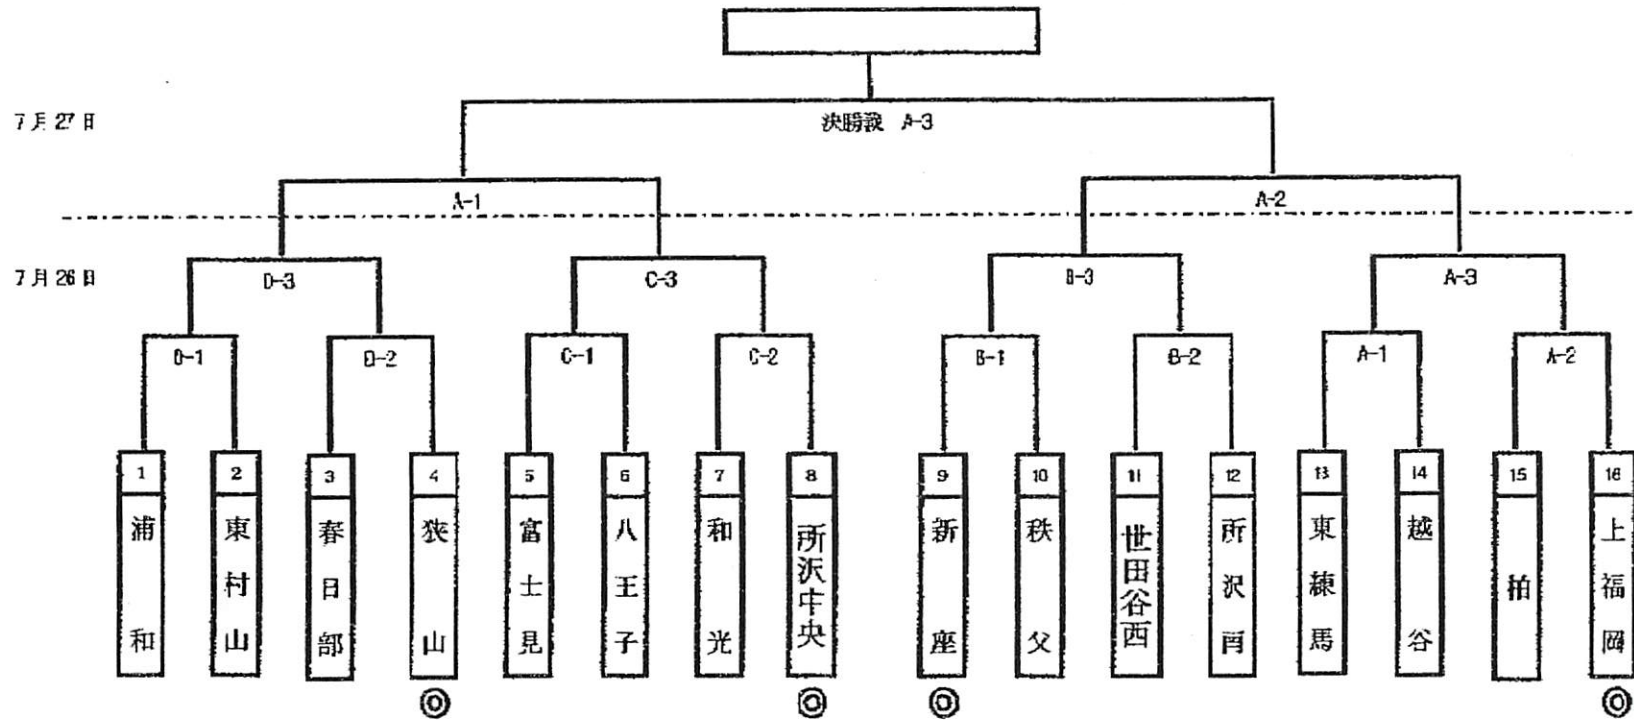 7月27日
決勝戦 A-3
A-1
A-2
7月26日
D-3
C-3
B-3
A-3
D-1
D-2
C-1
C-2
B-1
B-2
A-1
A-2
1
2
3
4
5
6
7
8
9
10
11
12
13
14
15
16
浦和
東村山
春日部
狭山
富士見
八王子
和光
所沢中央
新座
秩父
世田谷西
所沢南
東練馬
越谷
柏
上福岡
◎ ◎ ◎ ◎